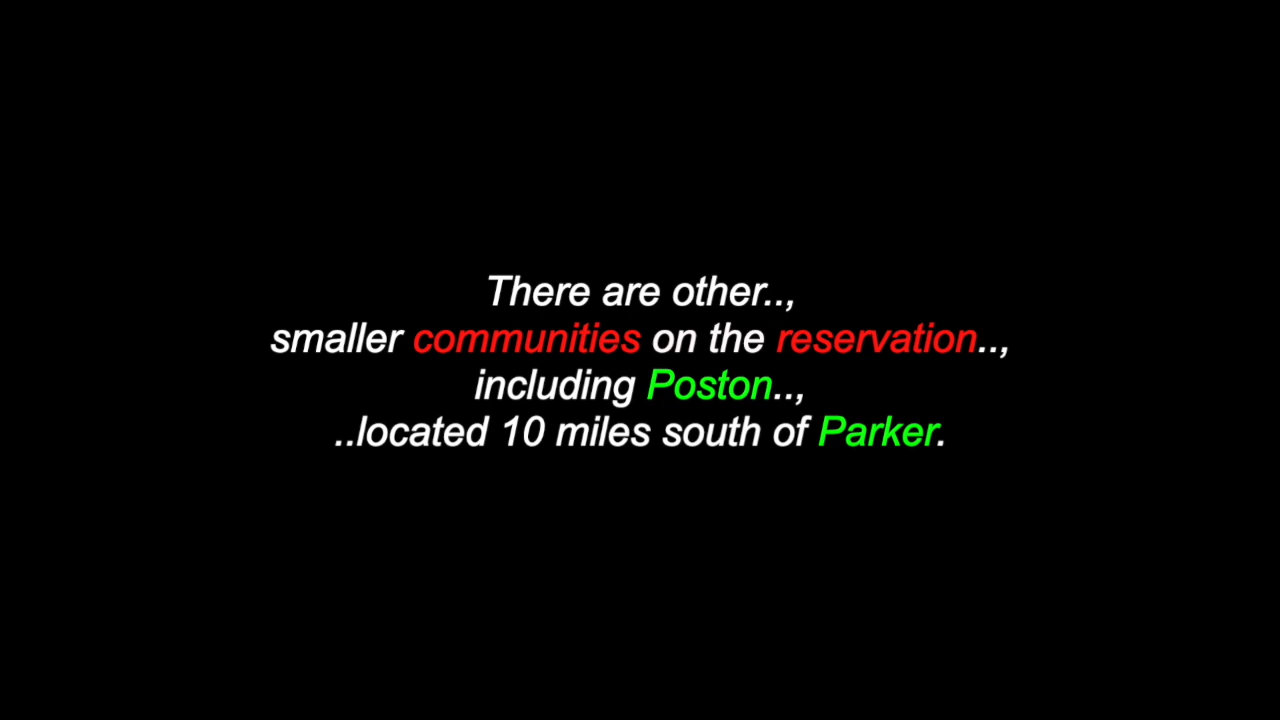 There are other..,
smaller communities on the reservation..,
including Poston..,
..located 10 miles south of Parker.